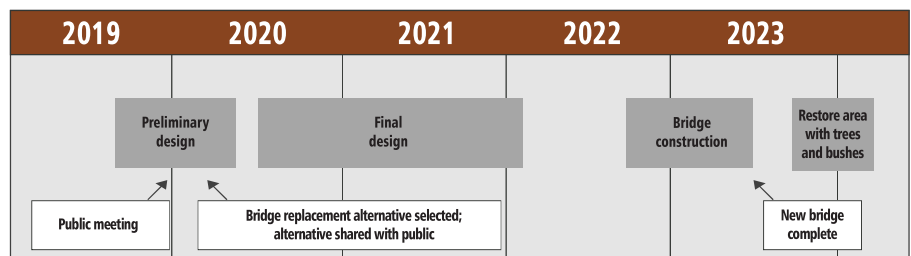 2019 2020 2021 2022 2023
Preliminary
design
Final
design
Bridge
construction
Restore area
with trees
and bushes
Public meeting
Bridge replacement alternative selected;
alternative shared with public
New bridge
complete